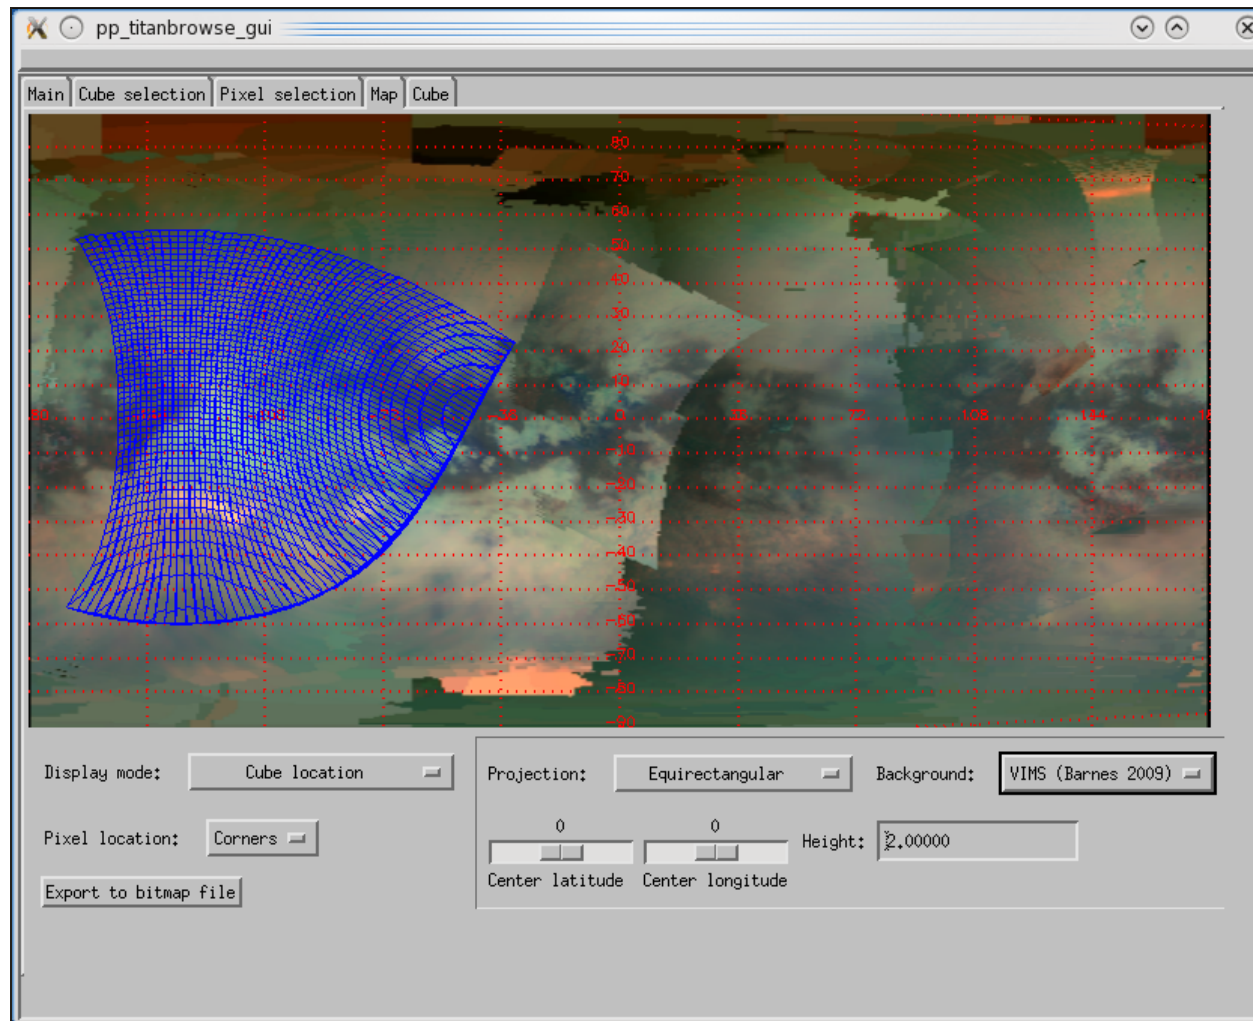 pp_titanbrowse_gui
Main Cube selection Pixel selection Map Cube
80
70
60
50
40
30
20
10
0 36 72 108 144
-10
-20
-30
-40
-50
-60
-70
-80
-90
Display mode: Cube location Projection: Equirectangular Background: VIMS (Barnes 2009)
Pixel location: Corners 0 0 Height: 2.00000
Center latitude Center longitude
Export to bitmap file